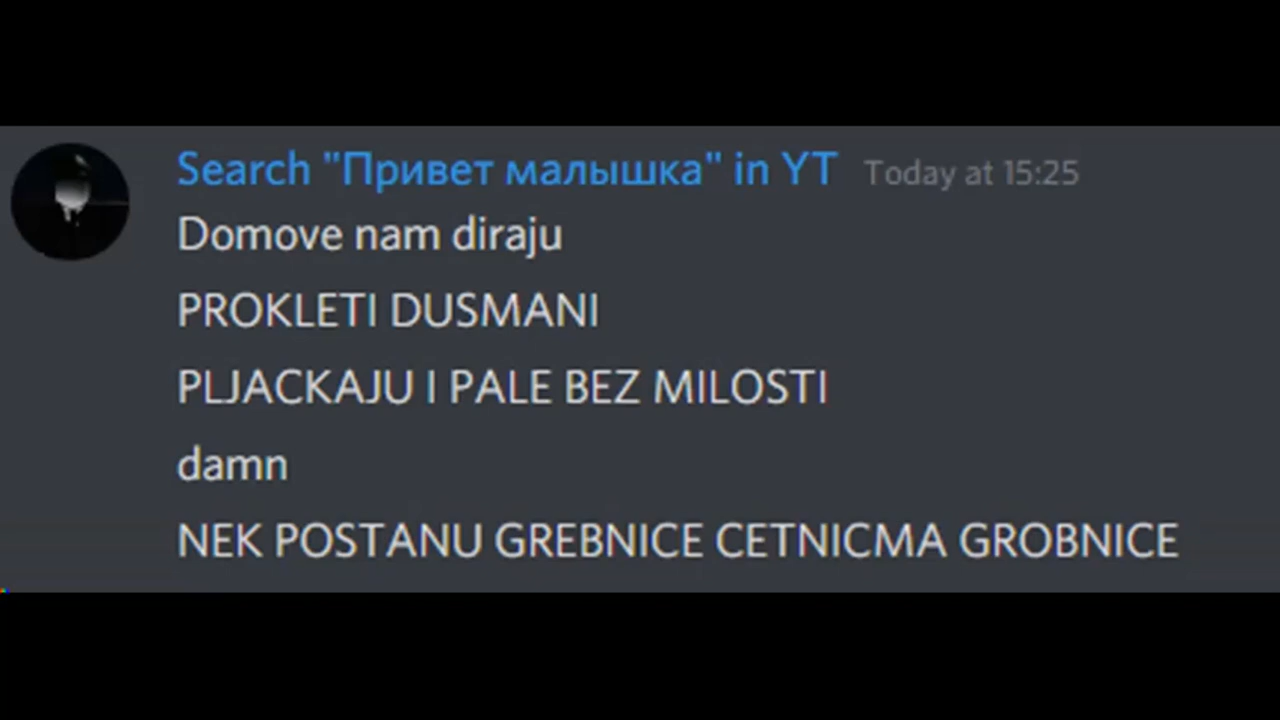 Search "Привет малышка" in YT Today at 15:25
Domove nam diraju
PROKLETI DUSMANI
PLJACKAJU I PALE BEZ MILOSTI
damn
NEK POSTANU GREBNICE CETNICMA GROBNICE